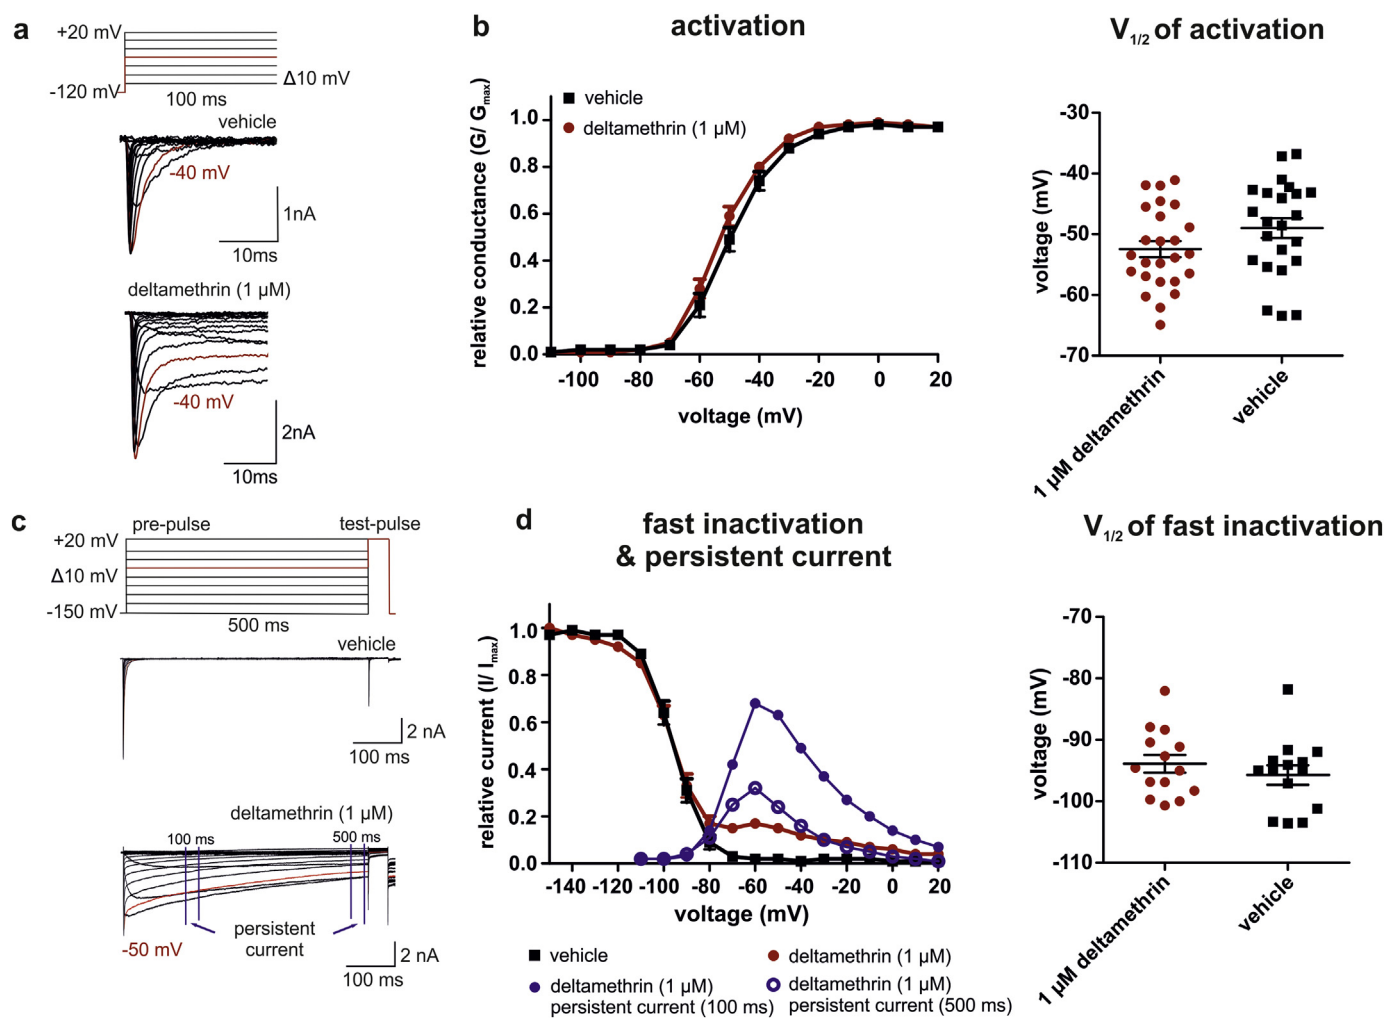 a
+20 mV
Δ10 mV
-120 mV
100 ms
vehicle
-40 mV
1nA
10ms
deltamethrin (1 µM)
-40 mV
2nA
10ms
b
activation
relative conductance (G/ Gmax)
vehicle
deltamethrin (1 µM)
1.0
0.8
0.6
0.4
0.2
0.0
-100 -80 -60 -40 -20 0 20
voltage (mV)
V1/2 of activation
voltage (mV)
-30
-40
-50
-60
-70
1 µM deltamethrin
vehicle
c
pre-pulse
test-pulse
+20 mV
Δ10 mV
-150 mV
500 ms
vehicle
2 nA
100 ms
deltamethrin (1 µM)
100 ms
500 ms
persistent
current
-50 mV
2 nA
100 ms
d
fast inactivation
& persistent current
relative current (I/ Imax)
1.0
0.8
0.6
0.4
0.2
0.0
-140 -120 -100 -80 -60 -40 -20 0 20
voltage (mV)
vehicle
deltamethrin (1 µM)
deltamethrin (1 µM)
persistent current (100 ms)
deltamethrin (1 µM)
persistent current (500 ms)
V1/2 of fast inactivation
voltage (mV)
-70
-80
-90
-100
-110
1 µM deltamethrin
vehicle